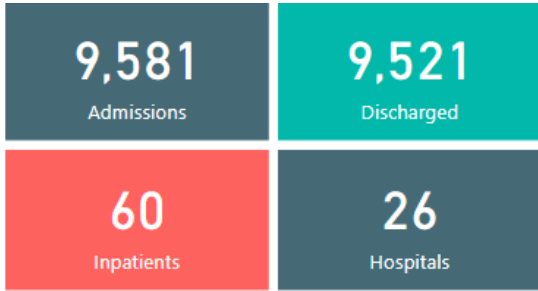 9,581
Admissions
9,521
Discharged
60
Inpatients
26
Hospitals